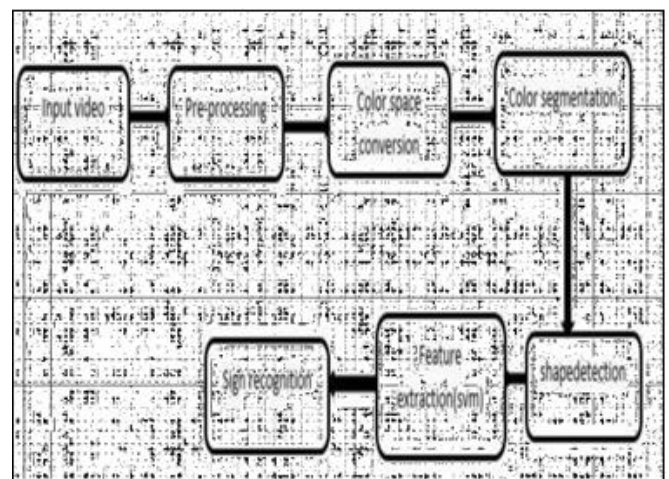 Input video
Pre-processing
Color space
conversion
Color segmentation
shapedetection
Feature
extraction(svm)
Sign recognition